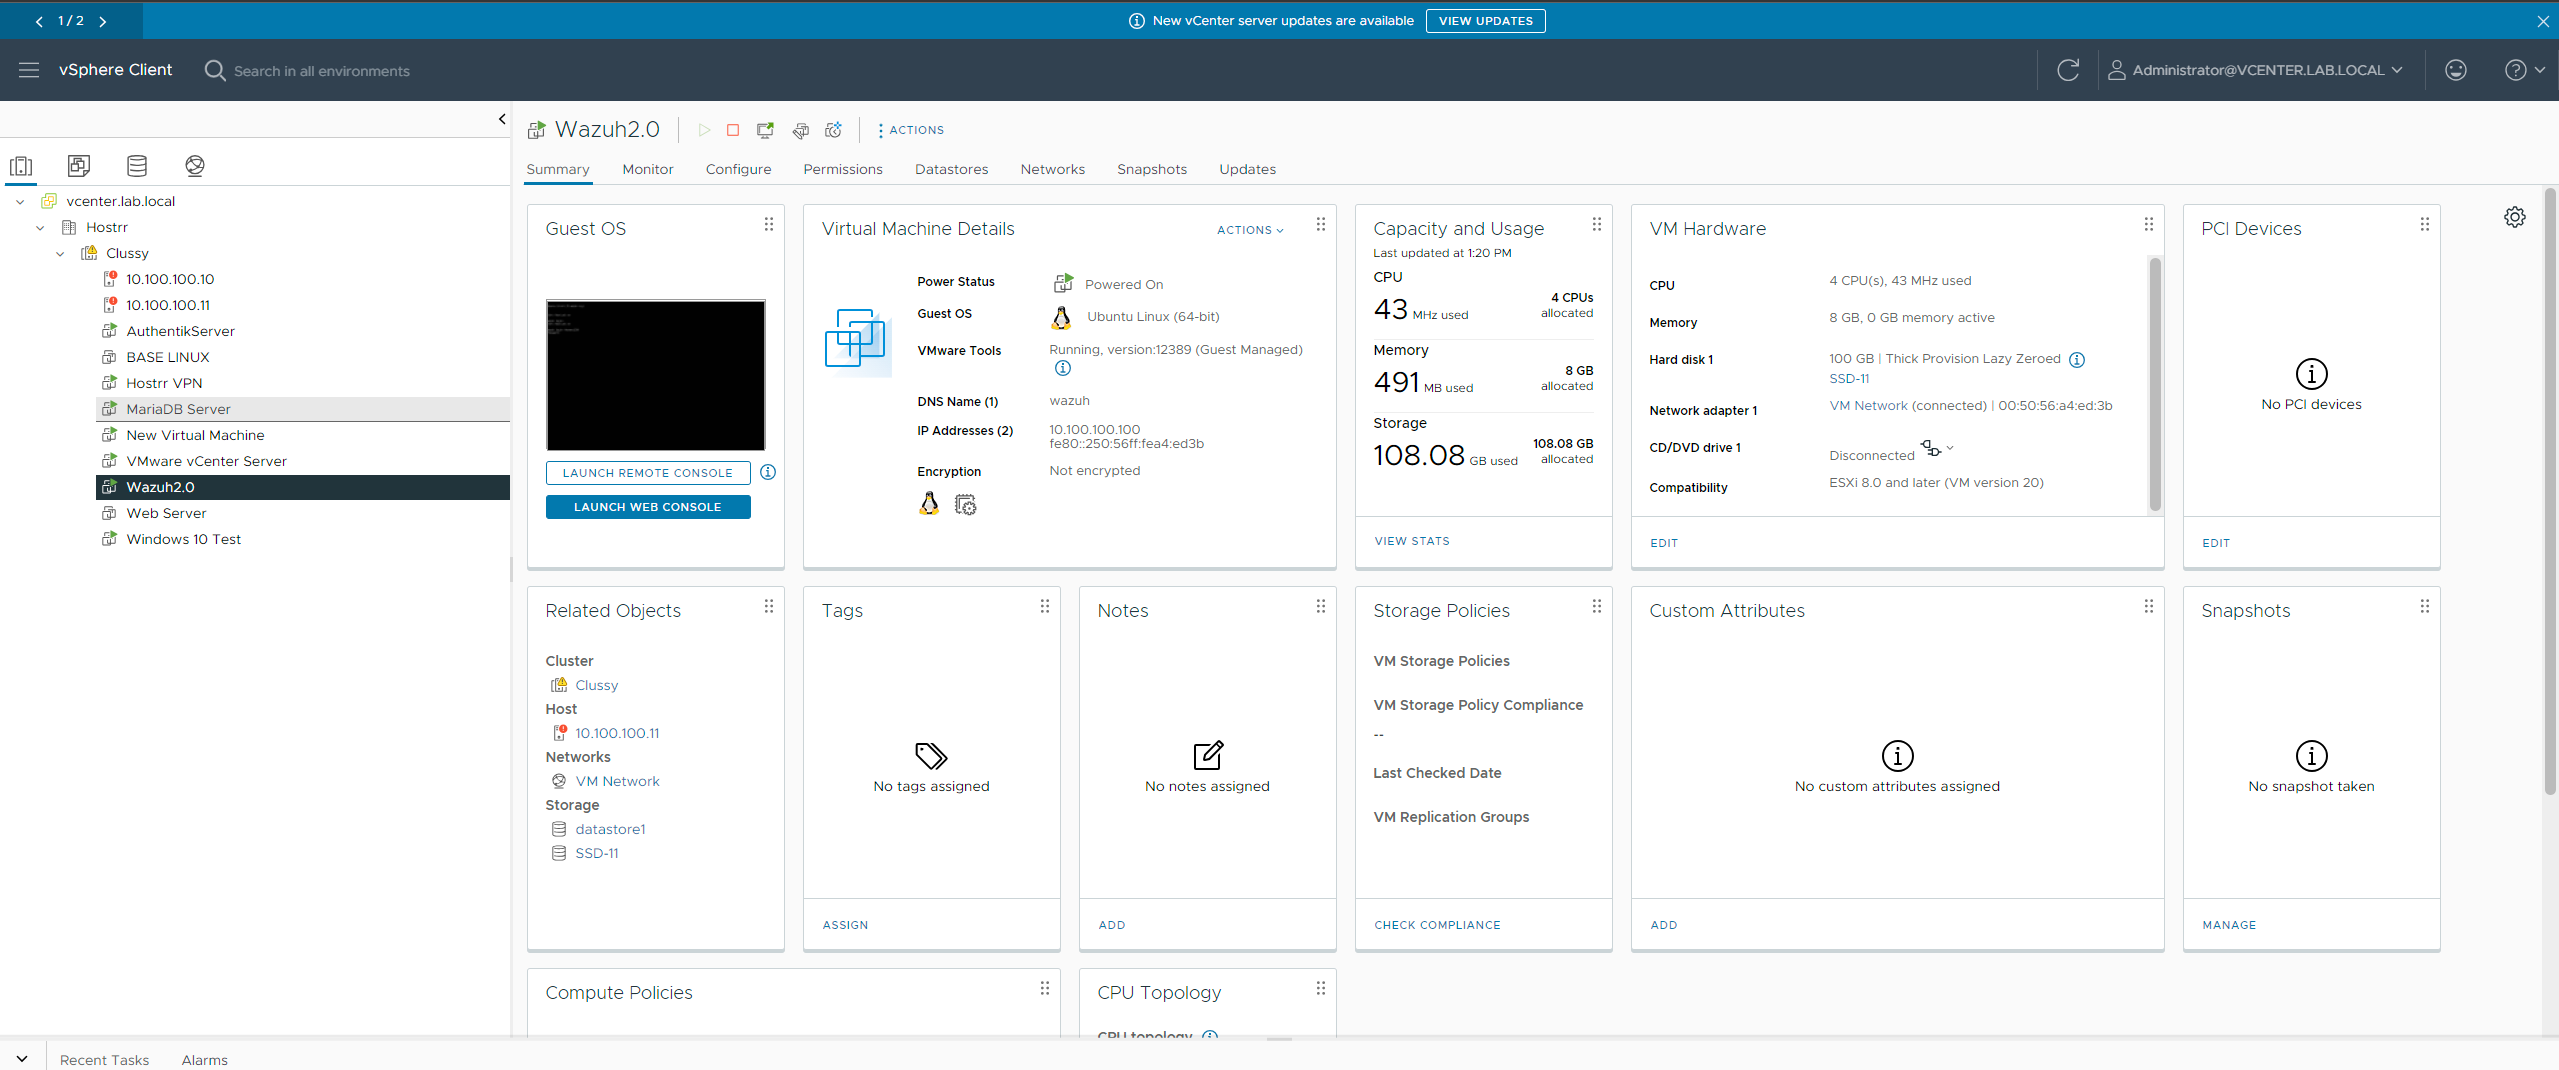 1 / 2
New vCenter server updates are available
VIEW UPDATES
vSphere Client
Search in all environments
Administrator@VCENTER.LAB.LOCAL
vcenter.lab.local
Hostrr
Clussy
10.100.100.10
10.100.100.11
AuthentikServer
BASE LINUX
Hostrr VPN
MariaDB Server
New Virtual Machine
VMware vCenter Server
Wazuh2.0
Web Server
Windows 10 Test
Wazuh2.0
ACTIONS
Summary Monitor Configure Permissions Datastores Networks Snapshots Updates
Guest OS
LAUNCH REMOTE CONSOLE
LAUNCH WEB CONSOLE
Virtual Machine Details
ACTIONS
Power Status Powered On
Guest OS Ubuntu Linux (64-bit)
VMware Tools Running, version:12389 (Guest Managed)
DNS Name (1) wazuh
IP Addresses (2) 10.100.100.100
fe80::250:56ff:fea4:ed3b
Encryption Not encrypted
Capacity and Usage
Last updated at 1:20 PM
CPU
43 MHz used 4 CPUs allocated
Memory
491 MB used 8 GB allocated
Storage
108.08 GB used 108.08 GB allocated
VIEW STATS
VM Hardware
CPU 4 CPU(s), 43 MHz used
Memory 8 GB, 0 GB memory active
Hard disk 1 100 GB | Thick Provision Lazy Zeroed
SSD-11
Network adapter 1 VM Network (connected) | 00:50:56:a4:ed:3b
CD/DVD drive 1 Disconnected
Compatibility ESXi 8.0 and later (VM version 20)
EDIT
PCI Devices
No PCI devices
EDIT
Related Objects
Cluster
Clussy
Host
10.100.100.11
Networks
VM Network
Storage
datastore1
SSD-11
Tags
No tags assigned
ASSIGN
Notes
No notes assigned
ADD
Storage Policies
VM Storage Policies
VM Storage Policy Compliance
--
Last Checked Date
VM Replication Groups
CHECK COMPLIANCE
Custom Attributes
No custom attributes assigned
ADD
Snapshots
No snapshot taken
MANAGE
Compute Policies
CPU Topology
CPU topology
Recent Tasks Alarms